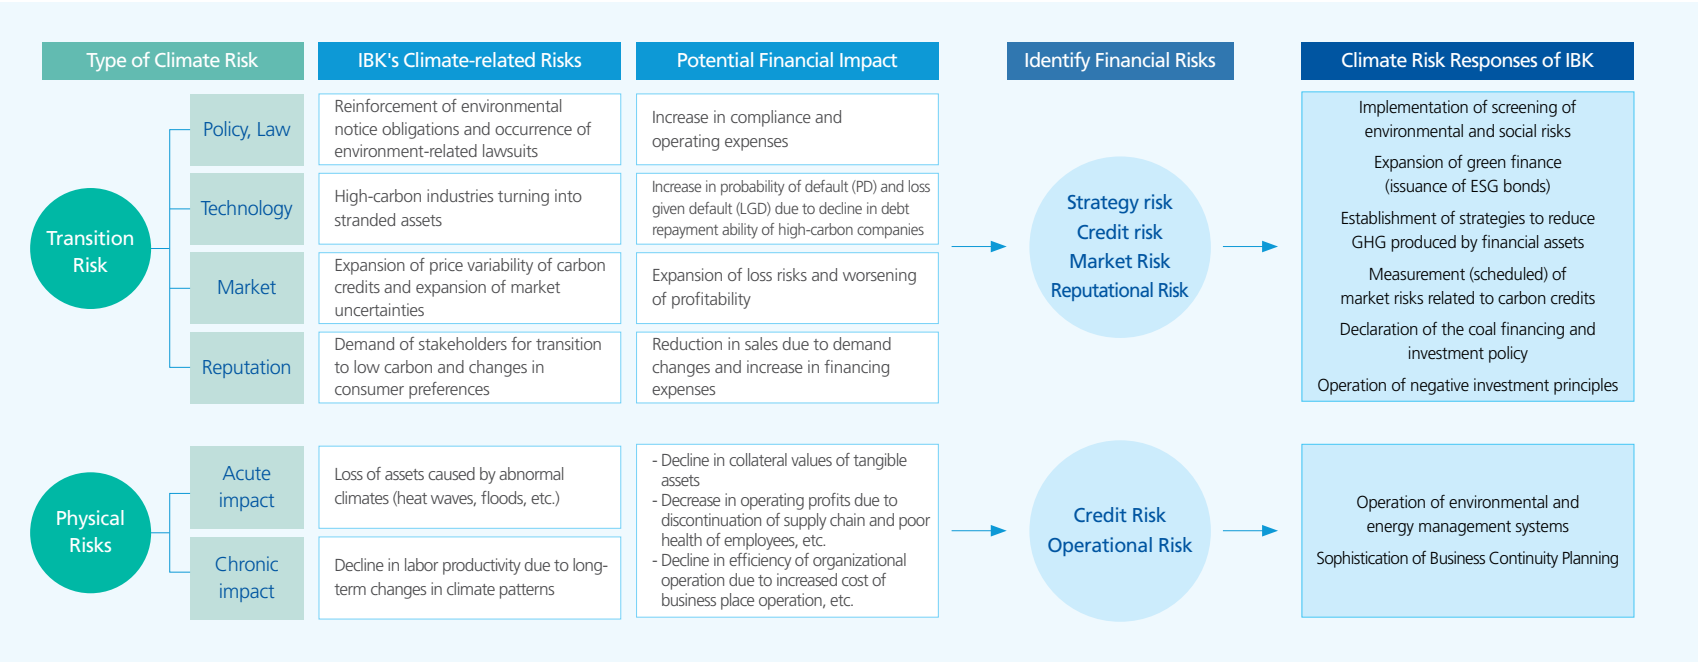 Type of Climate Risk
IBK's Climate-related Risks
Potential Financial Impact
Identify Financial Risks
Climate Risk Responses of IBK
Transition
Risk
Policy, Law
Reinforcement of environmental
notice obligations and occurrence of
environment-related lawsuits
Increase in compliance and
operating expenses
Technology
High-carbon industries turning into
stranded assets
Increase in probability of default (PD) and loss
given default (LGD) due to decline in debt
repayment ability of high-carbon companies
Market
Expansion of price variability of carbon
credits and expansion of market
uncertainties
Expansion of loss risks and worsening
of profitability
Reputation
Demand of stakeholders for transition
to low carbon and changes in
consumer preferences
Reduction in sales due to demand
changes and increase in financing
expenses
Strategy risk
Credit risk
Market Risk
Reputational Risk
Implementation of screening of
environmental and social risks
Expansion of green finance
(issuance of ESG bonds)
Establishment of strategies to reduce
GHG produced by financial assets
Measurement (scheduled) of
market risks related to carbon credits
Declaration of the coal financing and
investment policy
Operation of negative investment principles
Physical
Risks
Acute
impact
Loss of assets caused by abnormal
climates (heat waves, floods, etc.)
Chronic
impact
Decline in labor productivity due to long-
term changes in climate patterns
- Decline in collateral values of tangible
assets
- Decrease in operating profits due to
discontinuation of supply chain and poor
health of employees, etc.
- Decline in efficiency of organizational
operation due to increased cost of
business place operation, etc.
Credit Risk
Operational Risk
Operation of environmental and
energy management systems
Sophistication of Business Continuity Planning